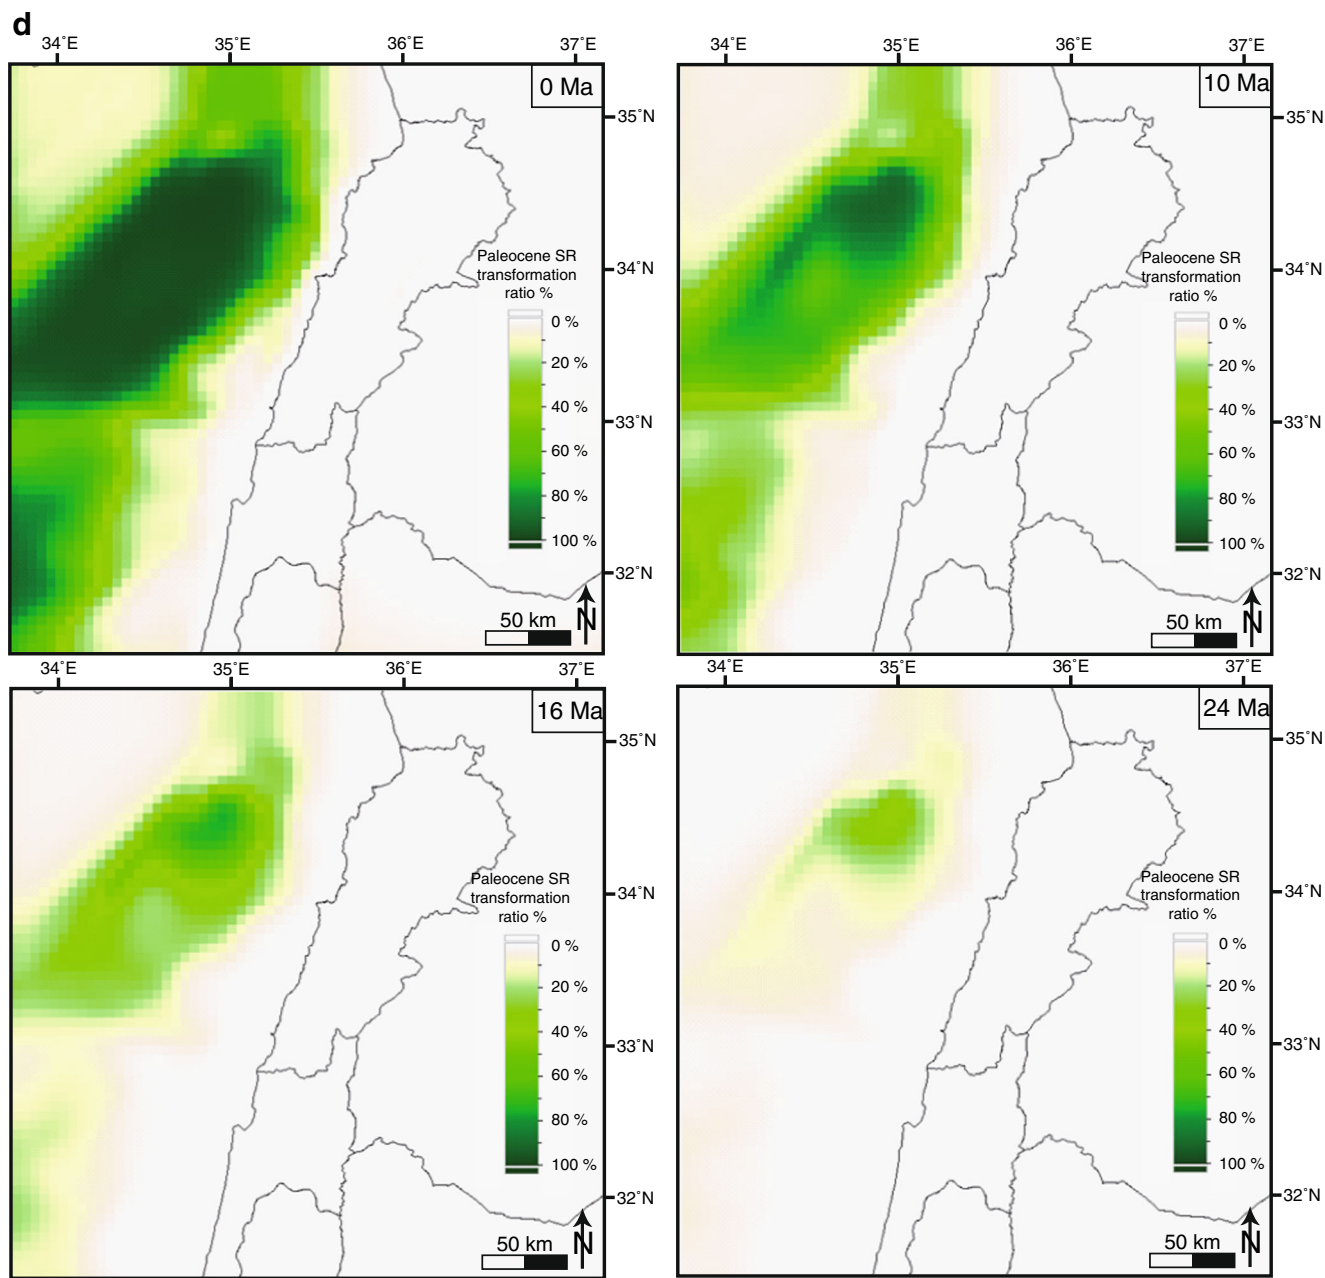 d
34°E 35°E 36°E 37°E
0 Ma
35°N
34°N
33°N
32°N
Paleocene SR
transformation
ratio %
0 %
20 %
40 %
60 %
80 %
100 %
50 km
N
34°E 35°E 36°E 37°E
10 Ma
35°N
34°N
33°N
32°N
Paleocene SR
transformation
ratio %
0 %
20 %
40 %
60 %
80 %
100 %
50 km
N
34°E 35°E 36°E 37°E
16 Ma
35°N
34°N
33°N
32°N
Paleocene SR
transformation
ratio %
0 %
20 %
40 %
60 %
80 %
100 %
50 km
N
34°E 35°E 36°E 37°E
24 Ma
35°N
34°N
33°N
32°N
Paleocene SR
transformation
ratio %
0 %
20 %
40 %
60 %
80 %
100 %
50 km
N